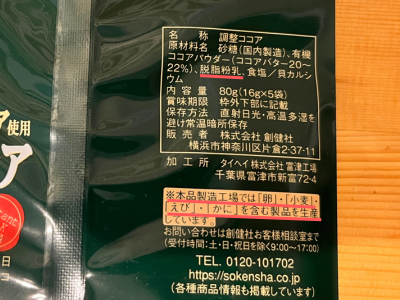 名　称　調整ココア
原材料名　砂糖（国内製造）、有機
ココアパウダー（ココアバター20～
22%）、脱脂粉乳、食塩／貝カルシ
ウム
内 容 量　80g（16g×5袋）
賞味期限　枠外下部に記載
保存方法　直射日光・高温多湿を
避け常温暗所保存
販 売 者　株式会社 創健社
横浜市神奈川区片倉2-37-11
加 工 所　タイヘイ株式会社 富津工場
千葉県富津市新富72-4
※本品製造工場では「卵」・「小麦」・
「えび」・「かに」を含む製品を生産
しています。
お問い合わせは創健社お客様相談室まで
（受付時間：土・日・祝日を除く9:00～17:00）
TEL. 0120-101702
https://sokensha.co.jp
（各種商品情報も掲載しています）
ア使用
ア